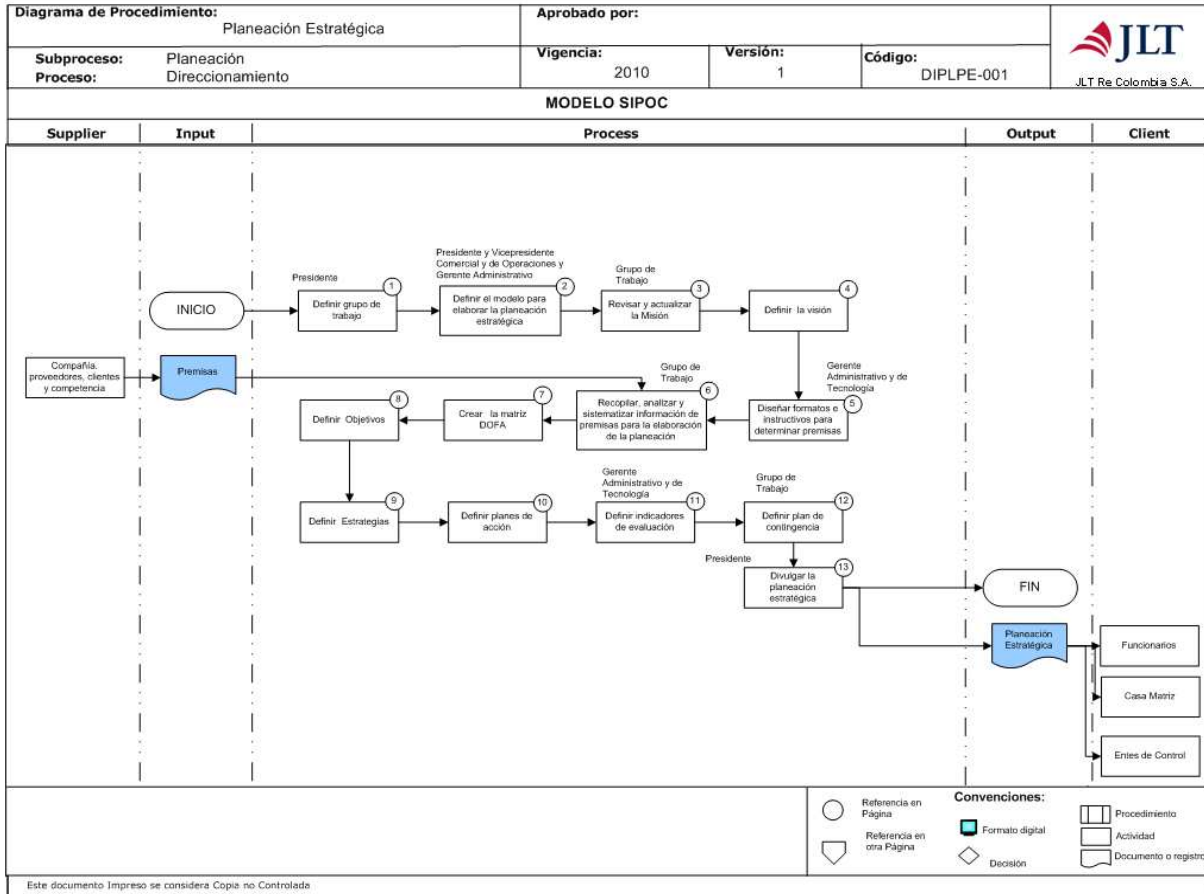 Diagrama de Procedimiento:
Planeación Estratégica
Aprobado por:
Subproceso: Planeación
Proceso: Direccionamiento
Vigencia:
2010
Versión:
1
Código:
DIPLPE-001
JLT
JLT Re Colombia S.A.
MODELO SIPOC
Supplier
Input
Process
Output
Client
INICIO
Presidente
1
Definir grupo de
trabajo
Presidente y Vicepresidente
Comercial y de Operaciones y
Gerente Administrativo
2
Definir el modelo para
elaborar la planeación
estratégica
Grupo de
Trabajo
3
Revisar y actualizar
la Misión
4
Definir la visión
Compañía,
proveedores, clientes
y competencia
Premisas
Gerente
Administrativo y de
Tecnología
5
Diseñar formatos e
instructivos para
determinar premisas
Grupo de
Trabajo
6
Recopilar, analizar y
sistematizar información de
premisas para la elaboración
de la planeación
7
Crear la matriz
DOFA
8
Definir Objetivos
9
Definir Estrategias
10
Definir planes de
acción
Gerente
Administrativo y de
Tecnología
11
Definir indicadores
de evaluación
Grupo de
Trabajo
12
Definir plan de
contingencia
Presidente
13
Divulgar la
planeación
estratégica
FIN
Planeación
Estratégica
Funcionarios
Casa Matriz
Entes de Control
Convenciones:
Referencia en
Página
Referencia en
otra Página
Formato digital
Decisión
Procedimiento
Actividad
Documento o registro
Este documento Impreso se considera Copia no Controlada